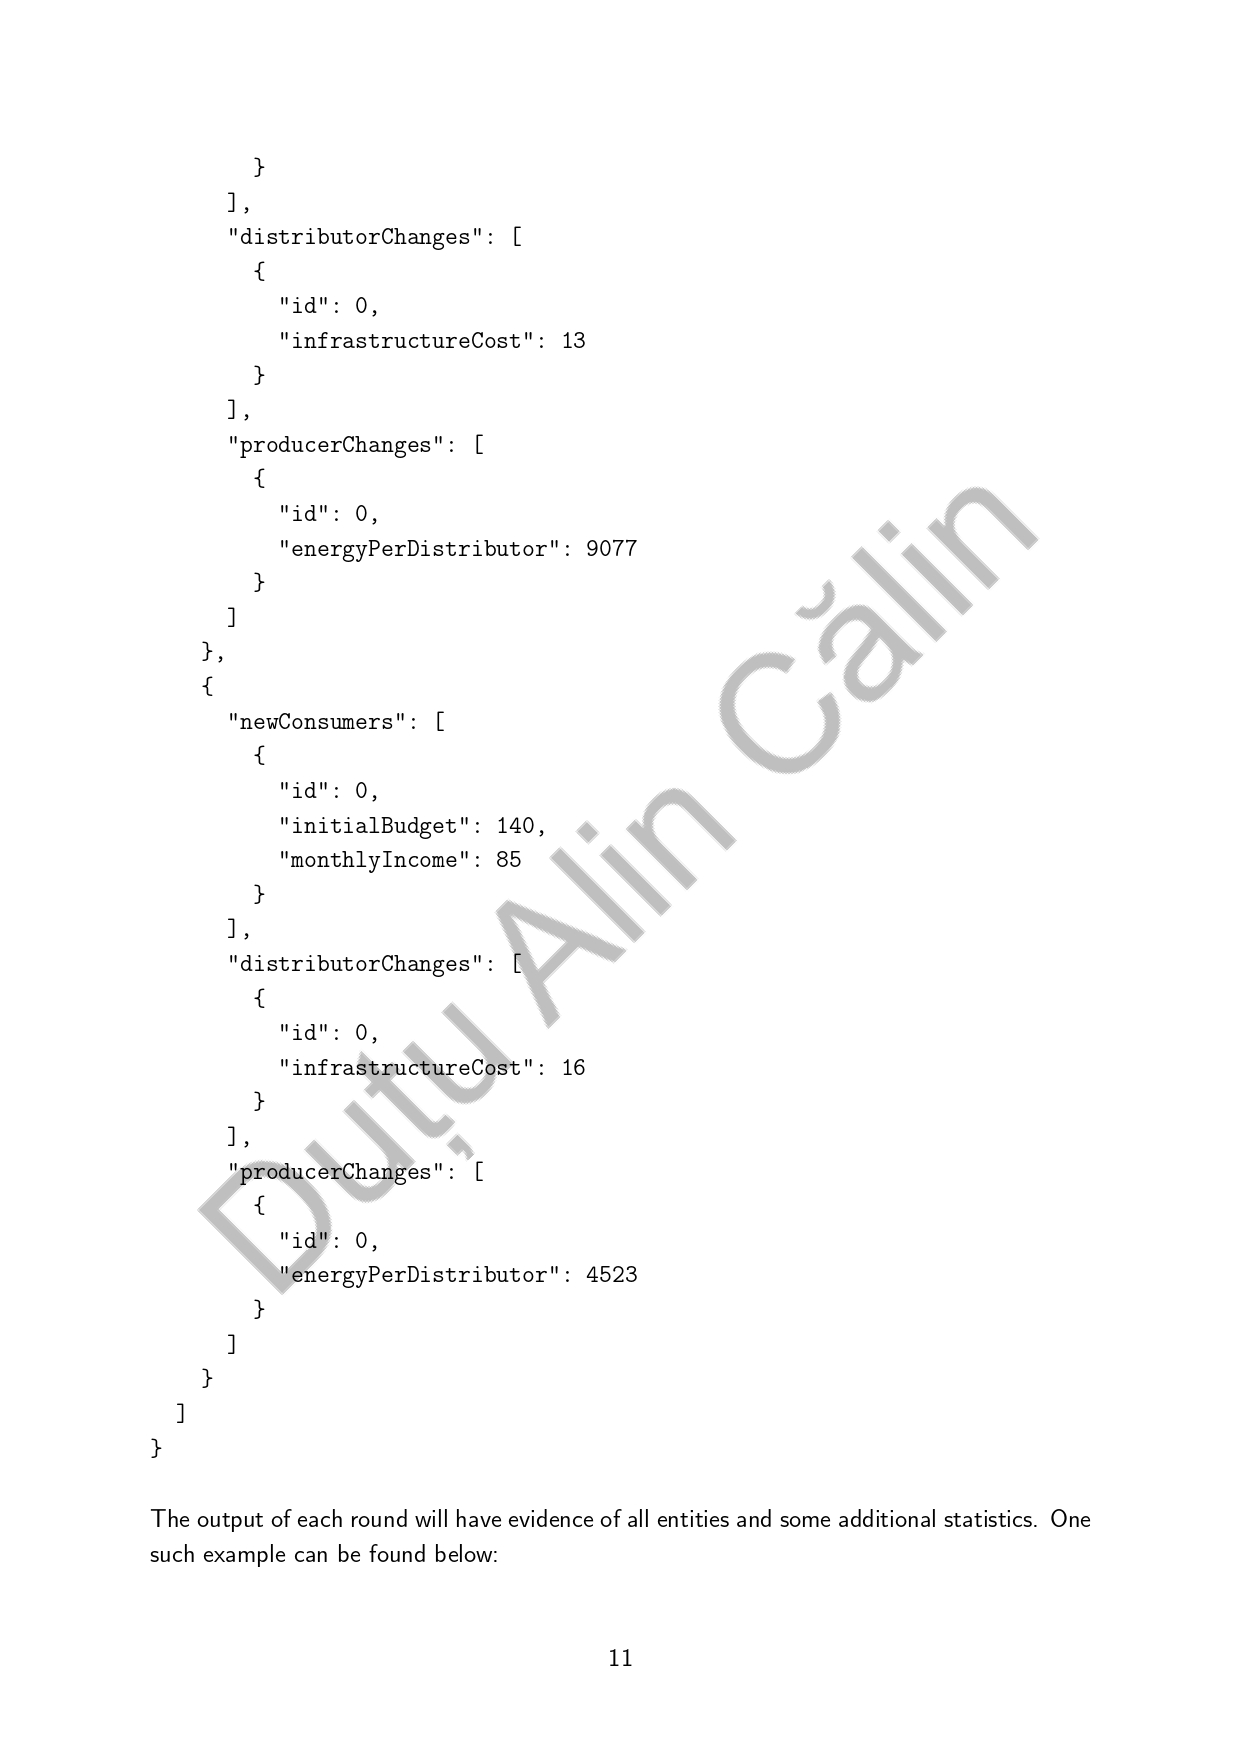 }
      ],
      "distributorChanges": [
        {
          "id": 0,
          "infrastructureCost": 13
        }
      ],
      "producerChanges": [
        {
          "id": 0,
          "energyPerDistributor": 9077
        }
      ]
    },
    {
      "newConsumers": [
        {
          "id": 0,
          "initialBudget": 140,
          "monthlyIncome": 85
        }
      ],
      "distributorChanges": [
        {
          "id": 0,
          "infrastructureCost": 16
        }
      ],
      "producerChanges": [
        {
          "id": 0,
          "energyPerDistributor": 4523
        }
      ]
    }
  ]
}
The output of each round will have evidence of all entities and some additional statistics. One
such example can be found below:
11
Duțu Alin Călin